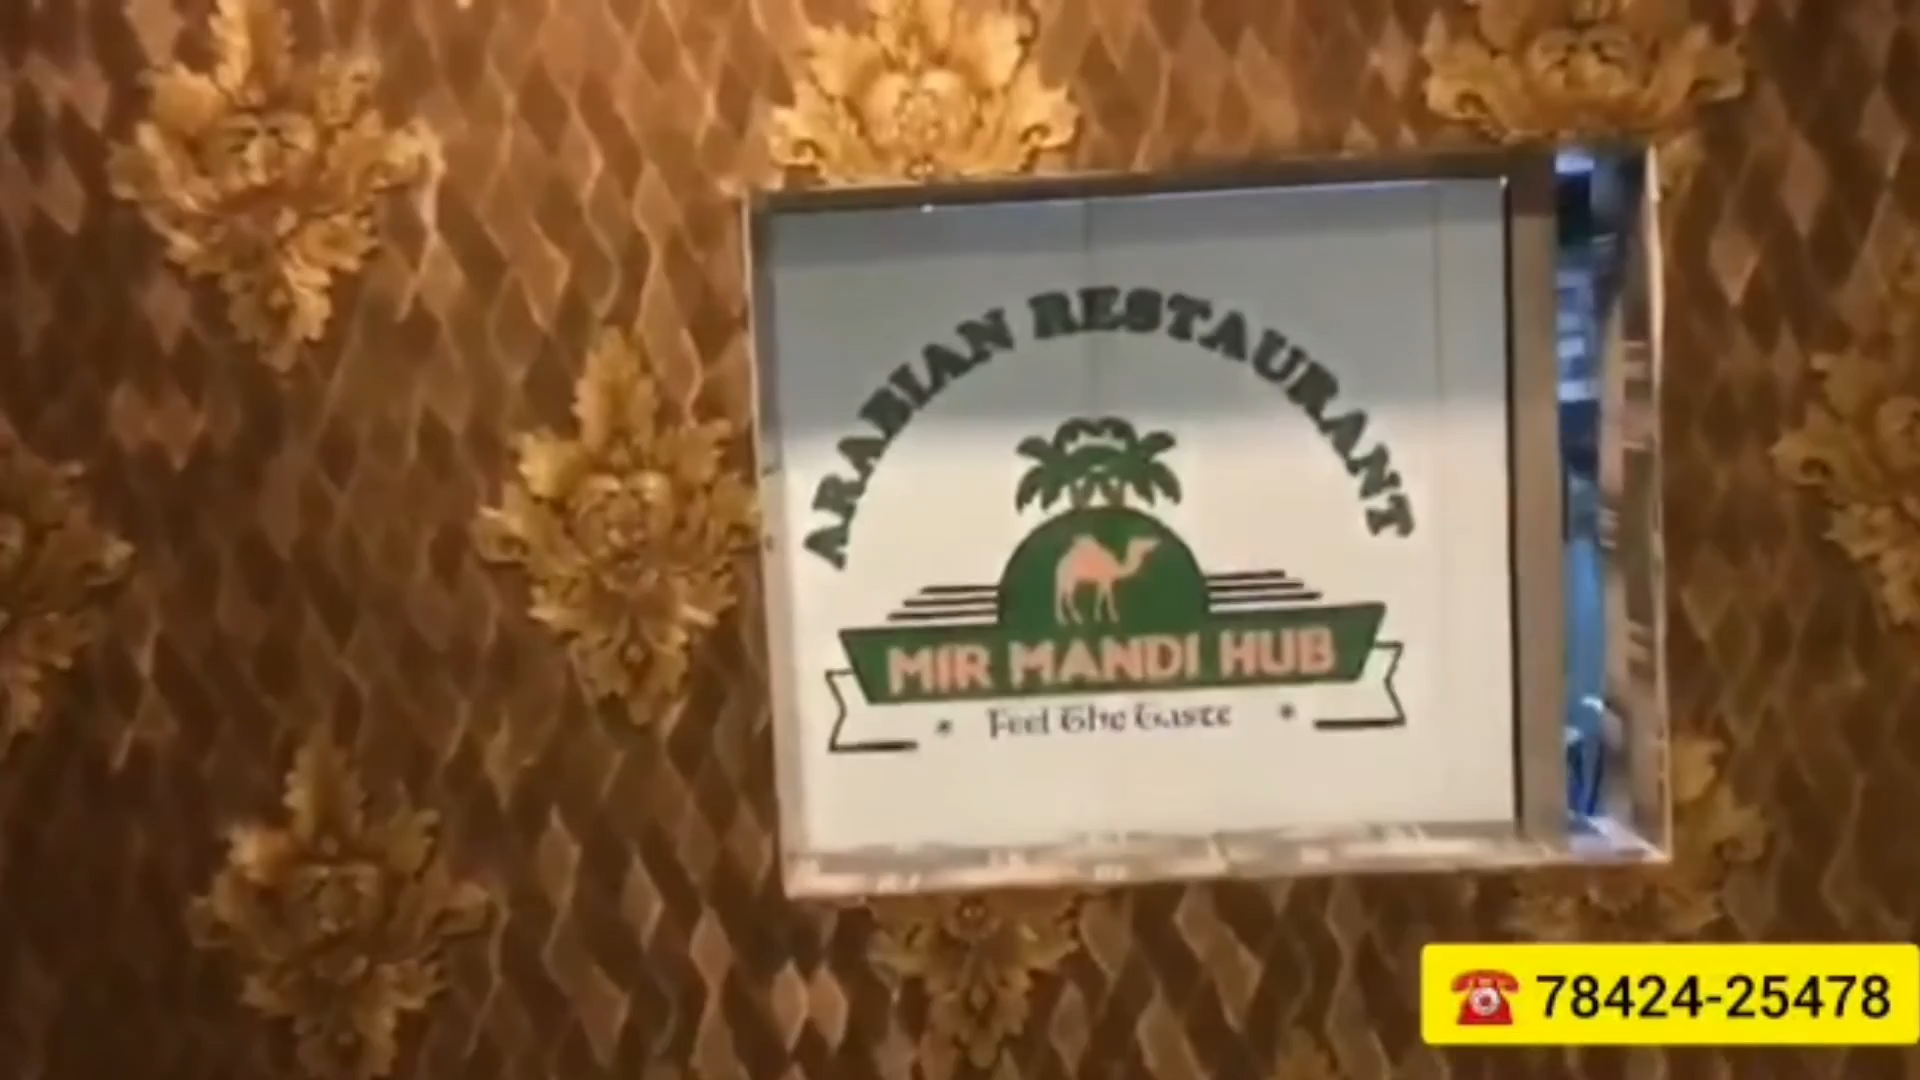 ARABIAN RESTAURANT
MIR MANDI HUB
* Feel The Taste *
☎ 78424-25478